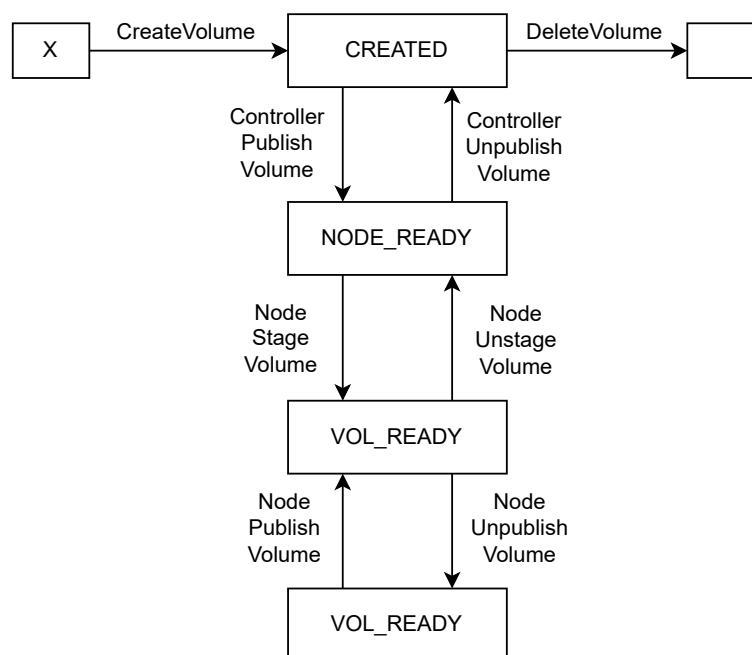 X
CreateVolume
CREATED
DeleteVolume
Controller
Publish
Volume
Controller
Unpublish
Volume
NODE_READY
Node
Stage
Volume
Node
Unstage
Volume
VOL_READY
Node
Publish
Volume
Node
Unpublish
Volume
VOL_READY